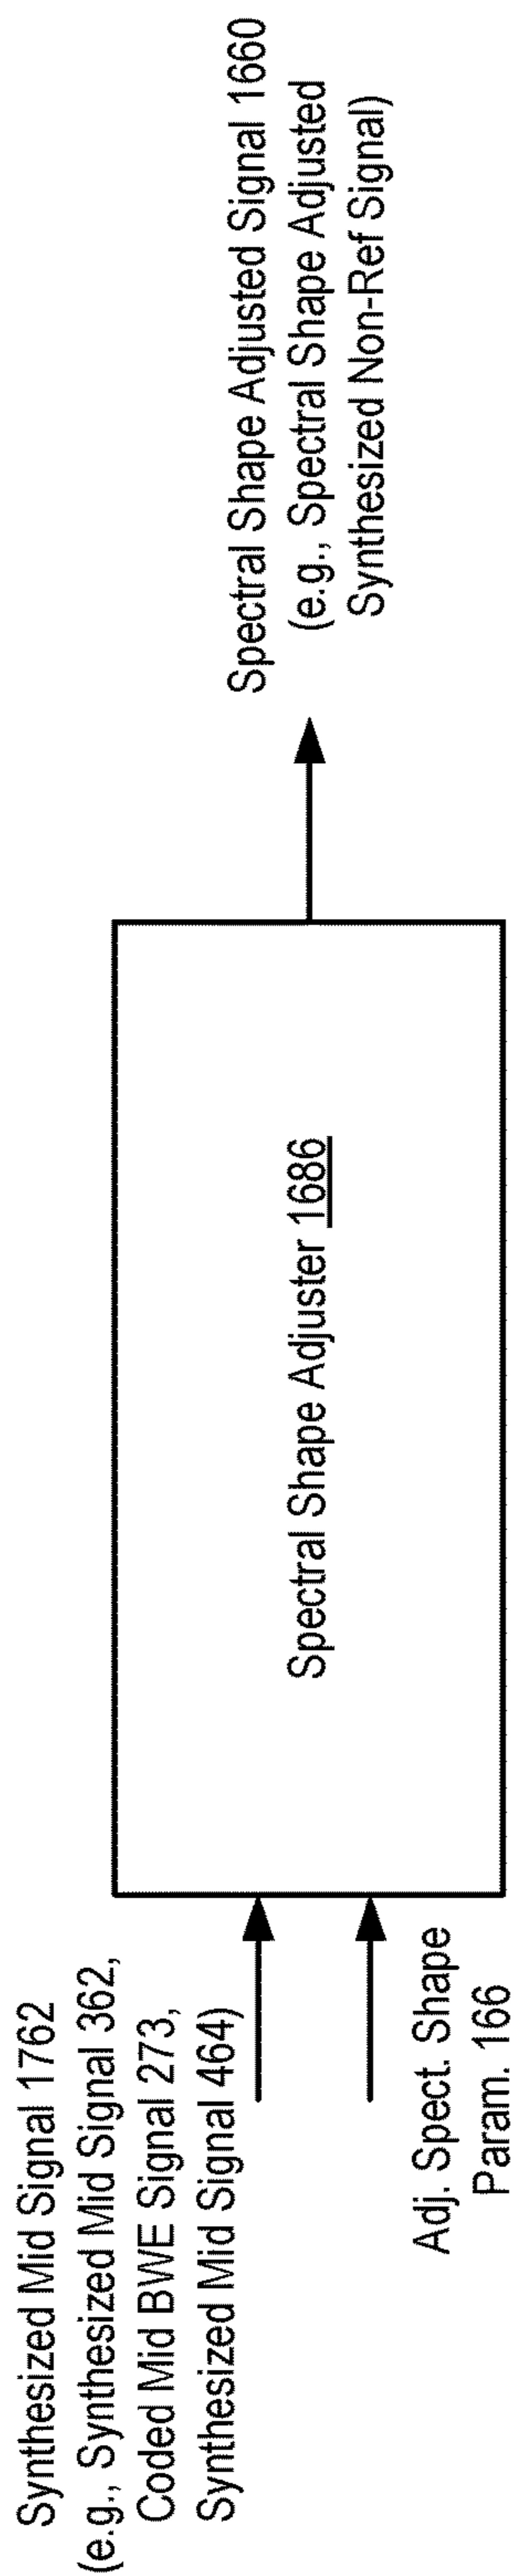 Synthesized Mid Signal 1762
(e.g., Synthesized Mid Signal 362,
Coded Mid BWE Signal 273,
Synthesized Mid Signal 464)
Adj. Spect. Shape
Param. 166
Spectral Shape Adjuster 1686
Spectral Shape Adjusted Signal 1660
(e.g., Spectral Shape Adjusted
Synthesized Non-Ref Signal)